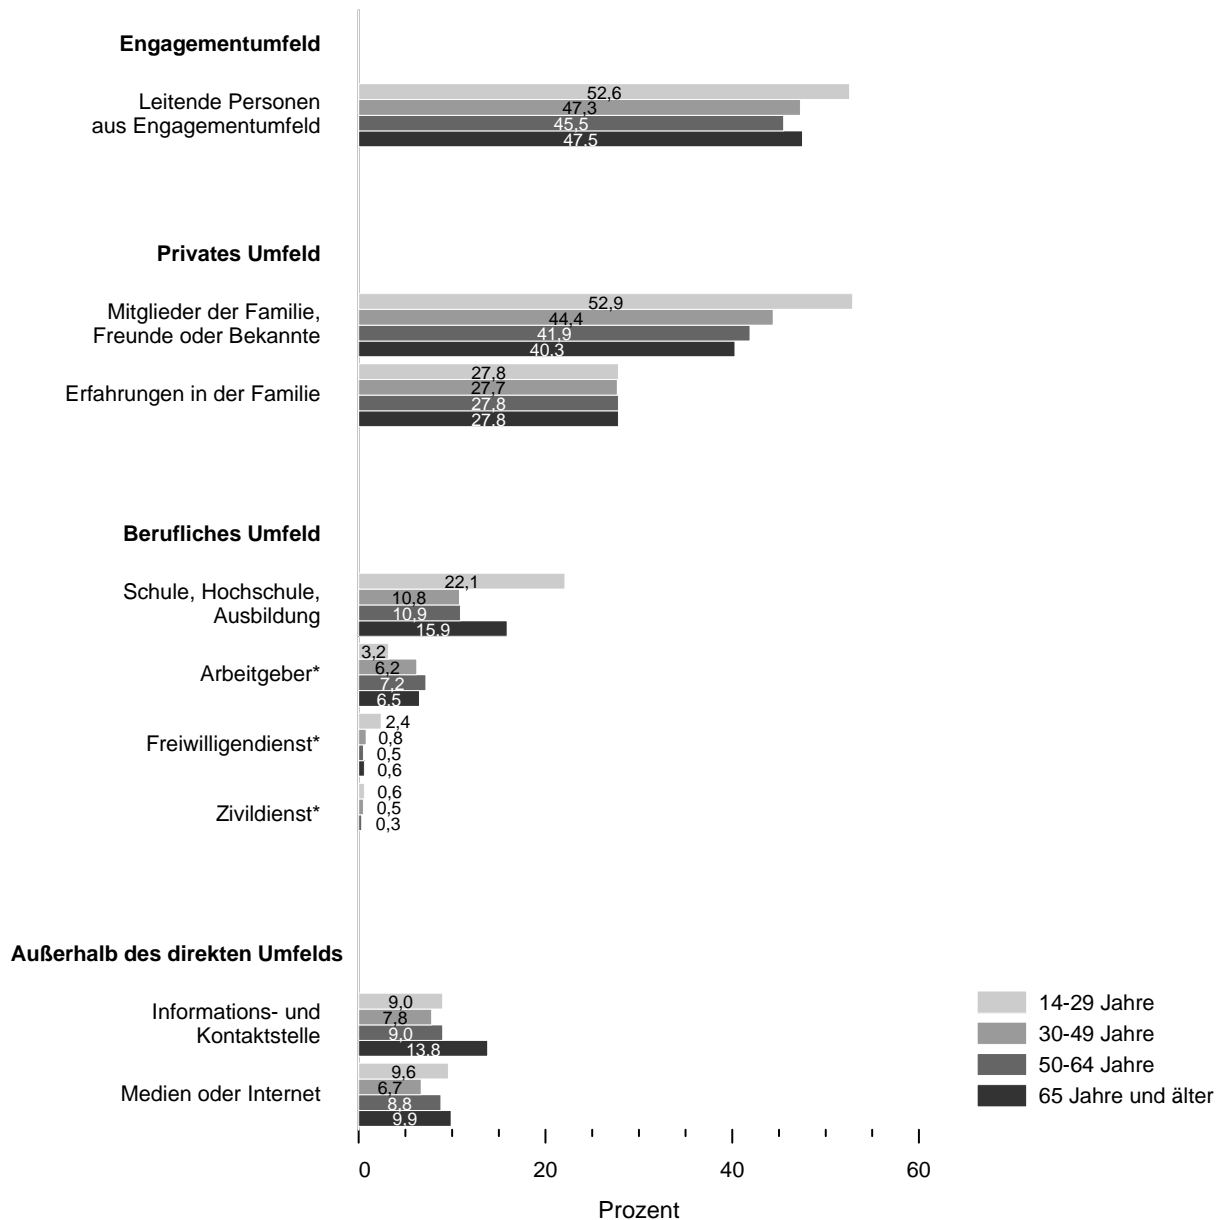 Engagementumfeld
Leitende Personen
aus Engagementumfeld
52,6
47,3
45,5
47,5
Privates Umfeld
Mitglieder der Familie,
Freunde oder Bekannte
52,9
44,4
41,9
40,3
Erfahrungen in der Familie
27,8
27,7
27,8
27,8
Berufliches Umfeld
Schule, Hochschule,
Ausbildung
22,1
10,8
10,9
15,9
Arbeitgeber*
3,2
6,2
7,2
6,5
Freiwilligendienst*
2,4
0,8
0,5
0,6
Zivildienst*
0,6
0,5
0,3
Außerhalb des direkten Umfelds
Informations- und
Kontaktstelle
9,0
7,8
9,0
13,8
Medien oder Internet
9,6
6,7
8,8
9,9
14-29 Jahre
30-49 Jahre
50-64 Jahre
65 Jahre und älter
0 20 40 60
Prozent